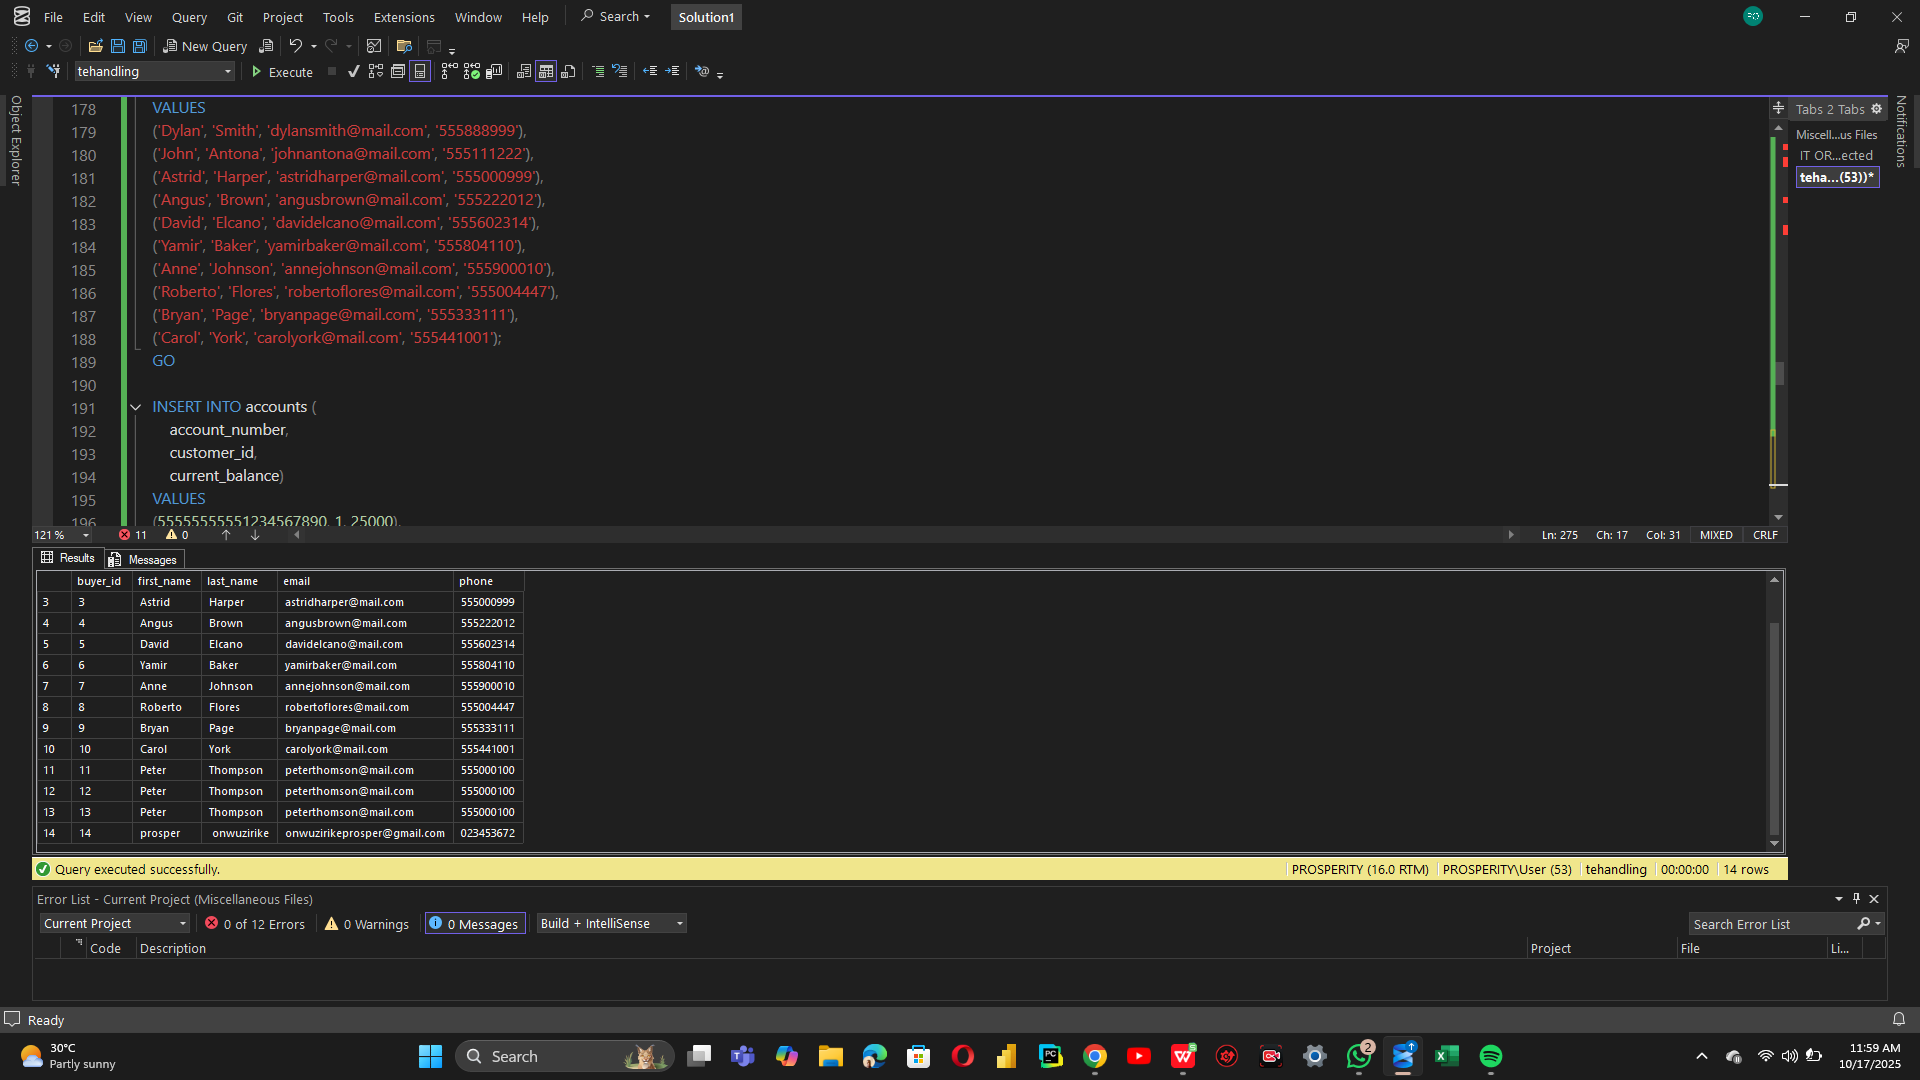 File Edit View Query Git Project Tools Extensions Window Help Search Solution1
New Query
tehandling Execute
Object Explorer
178 VALUES
179 ('Dylan', 'Smith', 'dylansmith@mail.com', '555888999'),
180 ('John', 'Antona', 'johnantona@mail.com', '555111222'),
181 ('Astrid', 'Harper', 'astridharper@mail.com', '555000999'),
182 ('Angus', 'Brown', 'angusbrown@mail.com', '555222012'),
183 ('David', 'Elcano', 'davidelcano@mail.com', '555602314'),
184 ('Yamir', 'Baker', 'yamirbaker@mail.com', '555804110'),
185 ('Anne', 'Johnson', 'annejohnson@mail.com', '555900010'),
186 ('Roberto', 'Flores', 'robertoflores@mail.com', '555004447'),
187 ('Bryan', 'Page', 'bryanpage@mail.com', '555333111'),
188 ('Carol', 'York', 'carolyork@mail.com', '555441001');
189 GO
190
191 INSERT INTO accounts (
192 account_number,
193 customer_id,
194 current_balance)
195 VALUES
196 (55555555551234567890, 1, 25000),
Tabs 2 Tabs
Miscell...us Files
IT OR...ected
teha...(53))*
Notifications
121 % 11 0 Ln: 275 Ch: 17 Col: 31 MIXED CRLF
Results Messages
buyer_id first_name last_name email phone
3 3 Astrid Harper astridharper@mail.com 555000999
4 4 Angus Brown angusbrown@mail.com 555222012
5 5 David Elcano davidelcano@mail.com 555602314
6 6 Yamir Baker yamirbaker@mail.com 555804110
7 7 Anne Johnson annejohnson@mail.com 555900010
8 8 Roberto Flores robertoflores@mail.com 555004447
9 9 Bryan Page bryanpage@mail.com 555333111
10 10 Carol York carolyork@mail.com 555441001
11 11 Peter Thompson peterthomson@mail.com 555000100
12 12 Peter Thompson peterthomson@mail.com 555000100
13 13 Peter Thompson peterthomson@mail.com 555000100
14 14 prosper onwuzirike onwuzirikeprosper@gmail.com 023453672
Query executed successfully. PROSPERITY (16.0 RTM) PROSPERITY\User (53) tehandling 00:00:00 14 rows
Error List - Current Project (Miscellaneous Files)
Current Project 0 of 12 Errors 0 Warnings 0 Messages Build + IntelliSense Search Error List
Code Description Project File Li...
Ready
30°C
Partly sunny
Search
2
11:59 AM
10/17/2025